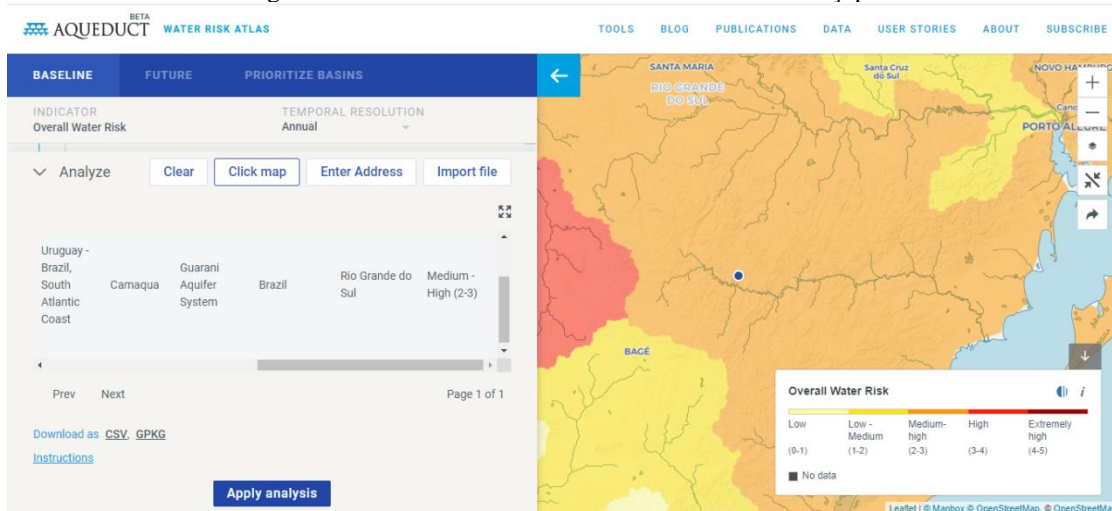 BETA
AQUEDUCT WATER RISK ATLAS
TOOLS BLOG PUBLICATIONS DATA USER STORIES ABOUT SUBSCRIBE
BASELINE FUTURE PRIORITIZE BASINS
INDICATOR TEMPORAL RESOLUTION
Overall Water Risk Annual
Analyze Clear Click map Enter Address Import file
Uruguay -
Brazil,
South
Atlantic
Coast
Camaqua
Guarani
Aquifer
System
Brazil
Rio Grande do
Sul
Medium -
High (2-3)
Prev Next Page 1 of 1
Download as CSV, GPKG
Instructions
Apply analysis
SANTA MARIA
RIO GRANDE
DO SUL
Santa Cruz
do Sul
NOVO HAMBURGO
PORTO ALEGRE
BAGÉ
Overall Water Risk
Low Low - Medium Medium- high High Extremely high
(0-1) (1-2) (2-3) (3-4) (4-5)
No data
Leaflet | © Mapbox © OpenStreetMap, © OpenStreetMa